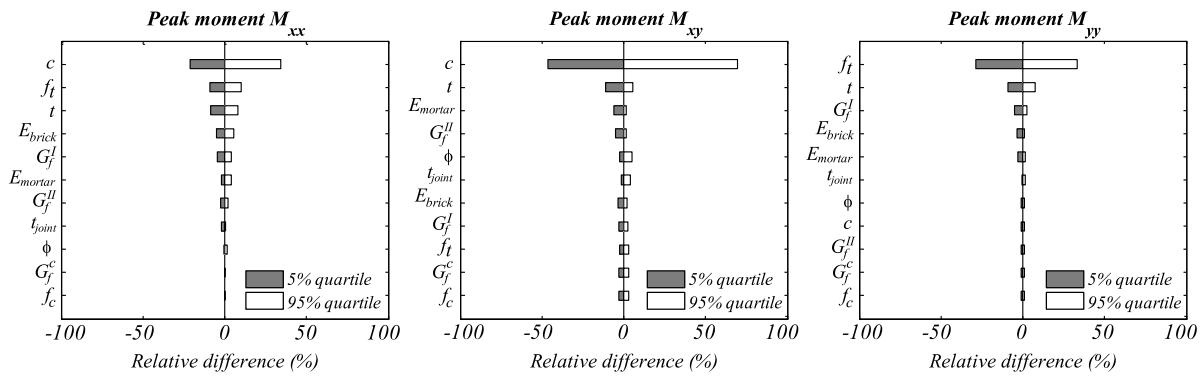 Peak moment M_xx
c
f_t
t
E_brick
G_f^I
E_mortar
G_f^II
t_joint
ϕ
G_f^c
f_c
5% quartile
95% quartile
-100 -50 0 50 100
Relative difference (%)
Peak moment M_xy
c
t
E_mortar
G_f^II
ϕ
t_joint
E_brick
G_f^I
f_t
G_f^c
f_c
5% quartile
95% quartile
-100 -50 0 50 100
Relative difference (%)
Peak moment M_yy
f_t
t
G_f^I
E_brick
E_mortar
t_joint
ϕ
c
G_f^II
G_f^c
f_c
5% quartile
95% quartile
-100 -50 0 50 100
Relative difference (%)